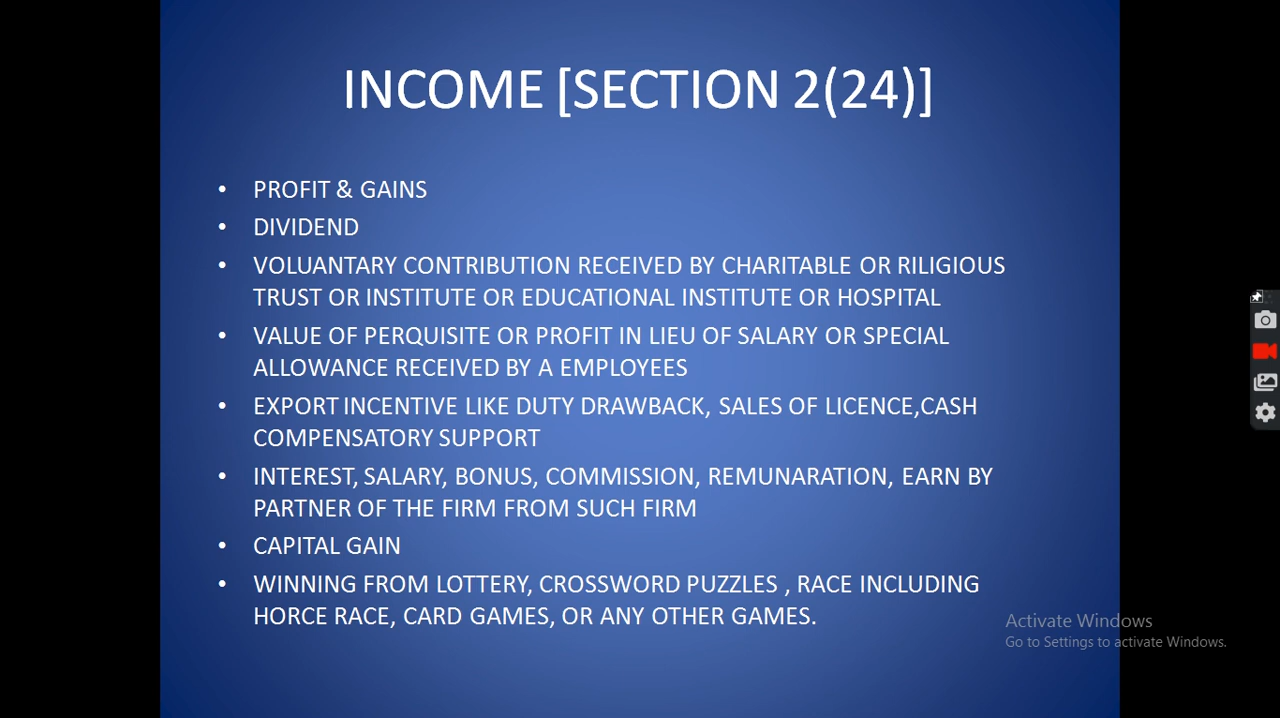 INCOME [SECTION 2(24)]
• PROFIT & GAINS
• DIVIDEND
• VOLUANTARY CONTRIBUTION RECEIVED BY CHARITABLE OR RILIGIOUS
TRUST OR INSTITUTE OR EDUCATIONAL INSTITUTE OR HOSPITAL
• VALUE OF PERQUISITE OR PROFIT IN LIEU OF SALARY OR SPECIAL
ALLOWANCE RECEIVED BY A EMPLOYEES
• EXPORT INCENTIVE LIKE DUTY DRAWBACK, SALES OF LICENCE,CASH
COMPENSATORY SUPPORT
• INTEREST, SALARY, BONUS, COMMISSION, REMUNARATION, EARN BY
PARTNER OF THE FIRM FROM SUCH FIRM
• CAPITAL GAIN
• WINNING FROM LOTTERY, CROSSWORD PUZZLES , RACE INCLUDING
HORCE RACE, CARD GAMES, OR ANY OTHER GAMES.
Activate Windows
Go to Settings to activate Windows.